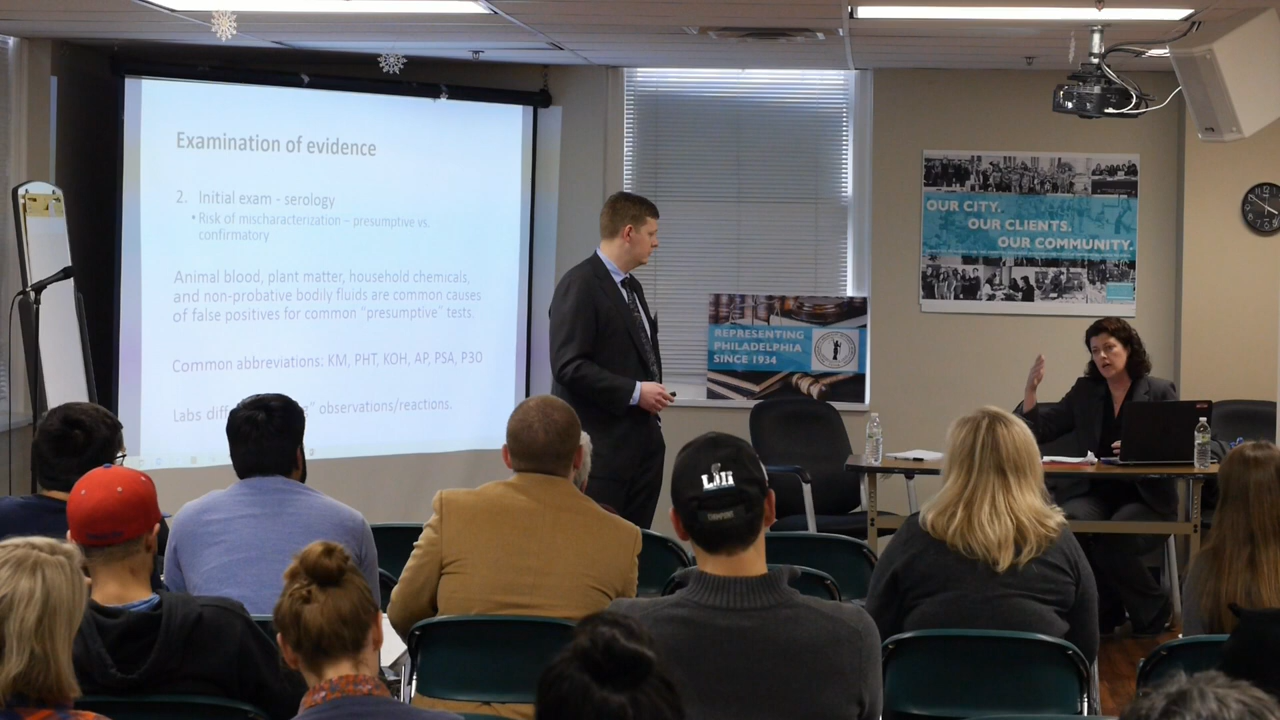 Examination of evidence
2. Initial exam - serology
• Risk of mischaracterization – presumptive vs.
confirmatory
Animal blood, plant matter, household chemicals,
and non-probative bodily fluids are common causes
of false positives for common "presumptive" tests.
Common abbreviations: KM, PHT, KOH, AP, PSA, P30
Labs observations/reactions.
OUR CITY.
OUR CLIENTS.
OUR COMMUNITY.
REPRESENTING
PHILADELPHIA
SINCE 1934
LII